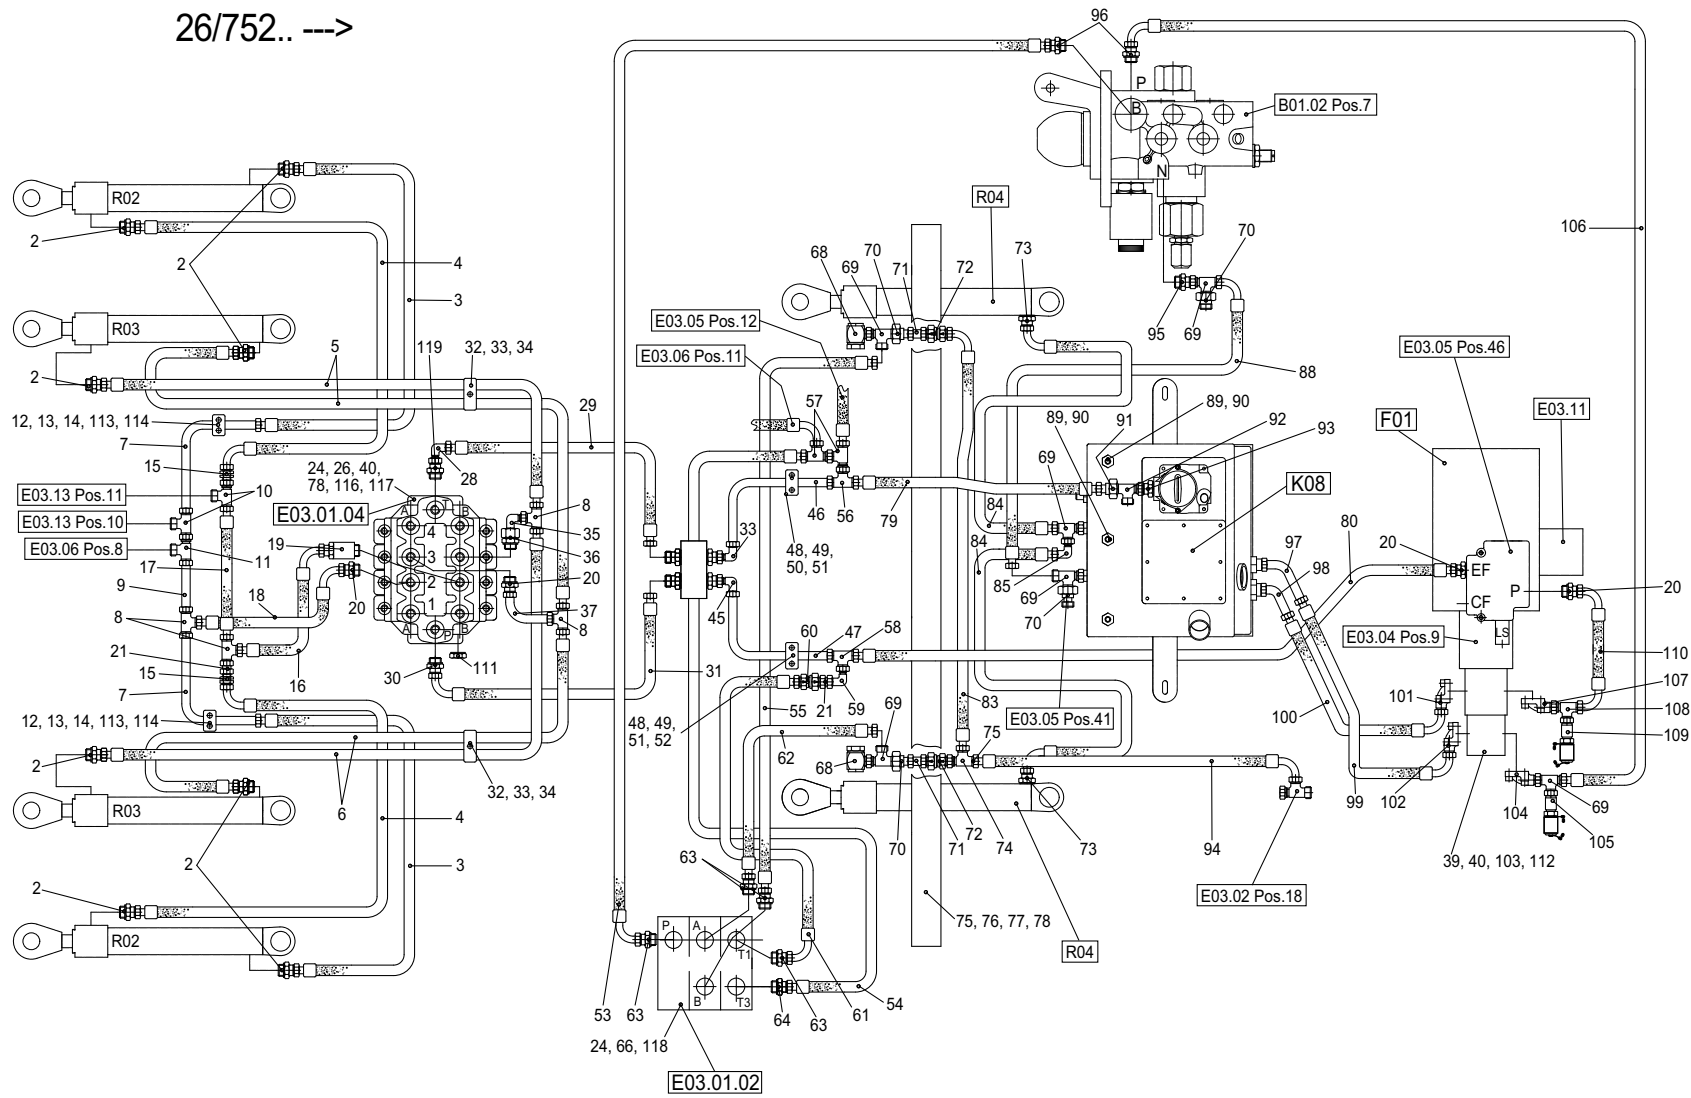 26/752.. --->
96
P
B
N
B01.02 Pos.7
R02
2
2
4
3
R03
2
5
119
32, 33, 34
12, 13, 14, 113, 114
7
15
E03.13 Pos.11
10
E03.13 Pos.10
E03.06 Pos.8
11
17
9
8
18
21
15
16
7
12, 13, 14, 113, 114
2
R03
6
32, 33, 34
4
3
2
2
R02
29
28
24, 26, 40,
78, 116, 117
E03.01.04
A
B
4
3
2
1
A
P
B
19
20
30
111
8
35
36
20
37
8
31
R04
68
69
70
71
72
73
E03.05 Pos.12
E03.06 Pos.11
57
33
48, 49,
50, 51
46
56
79
45
60
47
58
48, 49,
51, 52
55
21
59
62
68
69
70
71
72
74
75
83
E03.05 Pos.41
73
94
E03.02 Pos.18
R04
75, 76, 77, 78
53
63
63
P
A
T1
B
T3
64
63
61
54
24, 66, 118
E03.01.02
95
69
70
88
106
89, 90
91
89, 90
92
93
69
84
84
85
69
70
K08
97
98
80
20
100
99
101
102
E03.05 Pos.46
F01
E03.11
EF
CF
P
LS
E03.04 Pos.9
20
110
107
108
109
104
69
105
39, 40, 103, 112